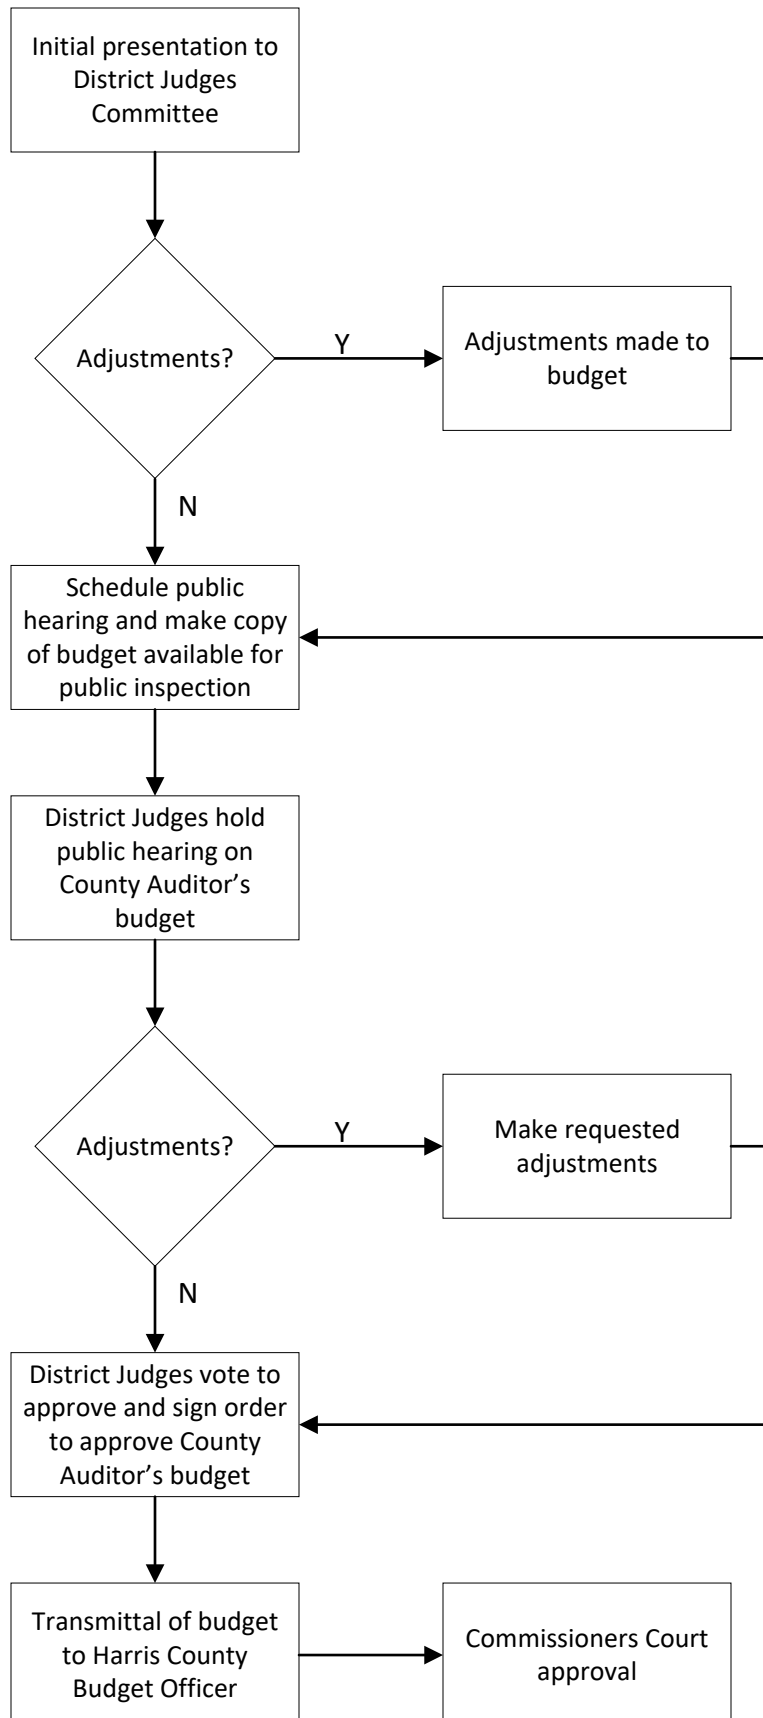 Initial presentation to
District Judges
Committee
Adjustments?
Y
Adjustments made to
budget
N
Schedule public
hearing and make copy
of budget available for
public inspection
District Judges hold
public hearing on
County Auditor’s
budget
Adjustments?
Y
Make requested
adjustments
N
District Judges vote to
approve and sign order
to approve County
Auditor’s budget
Transmittal of budget
to Harris County
Budget Officer
Commissioners Court
approval